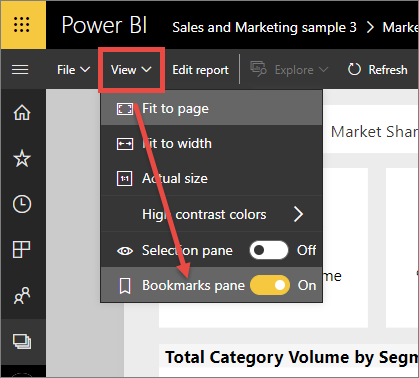 Power BI Sales and Marketing sample 3 > Marke
File View Edit report Explore Refresh
Fit to page
Market Shar
Fit to width
1:1 Actual size
High contrast colors
Selection pane Off
Bookmarks pane On
me
Total Category Volume by Segm